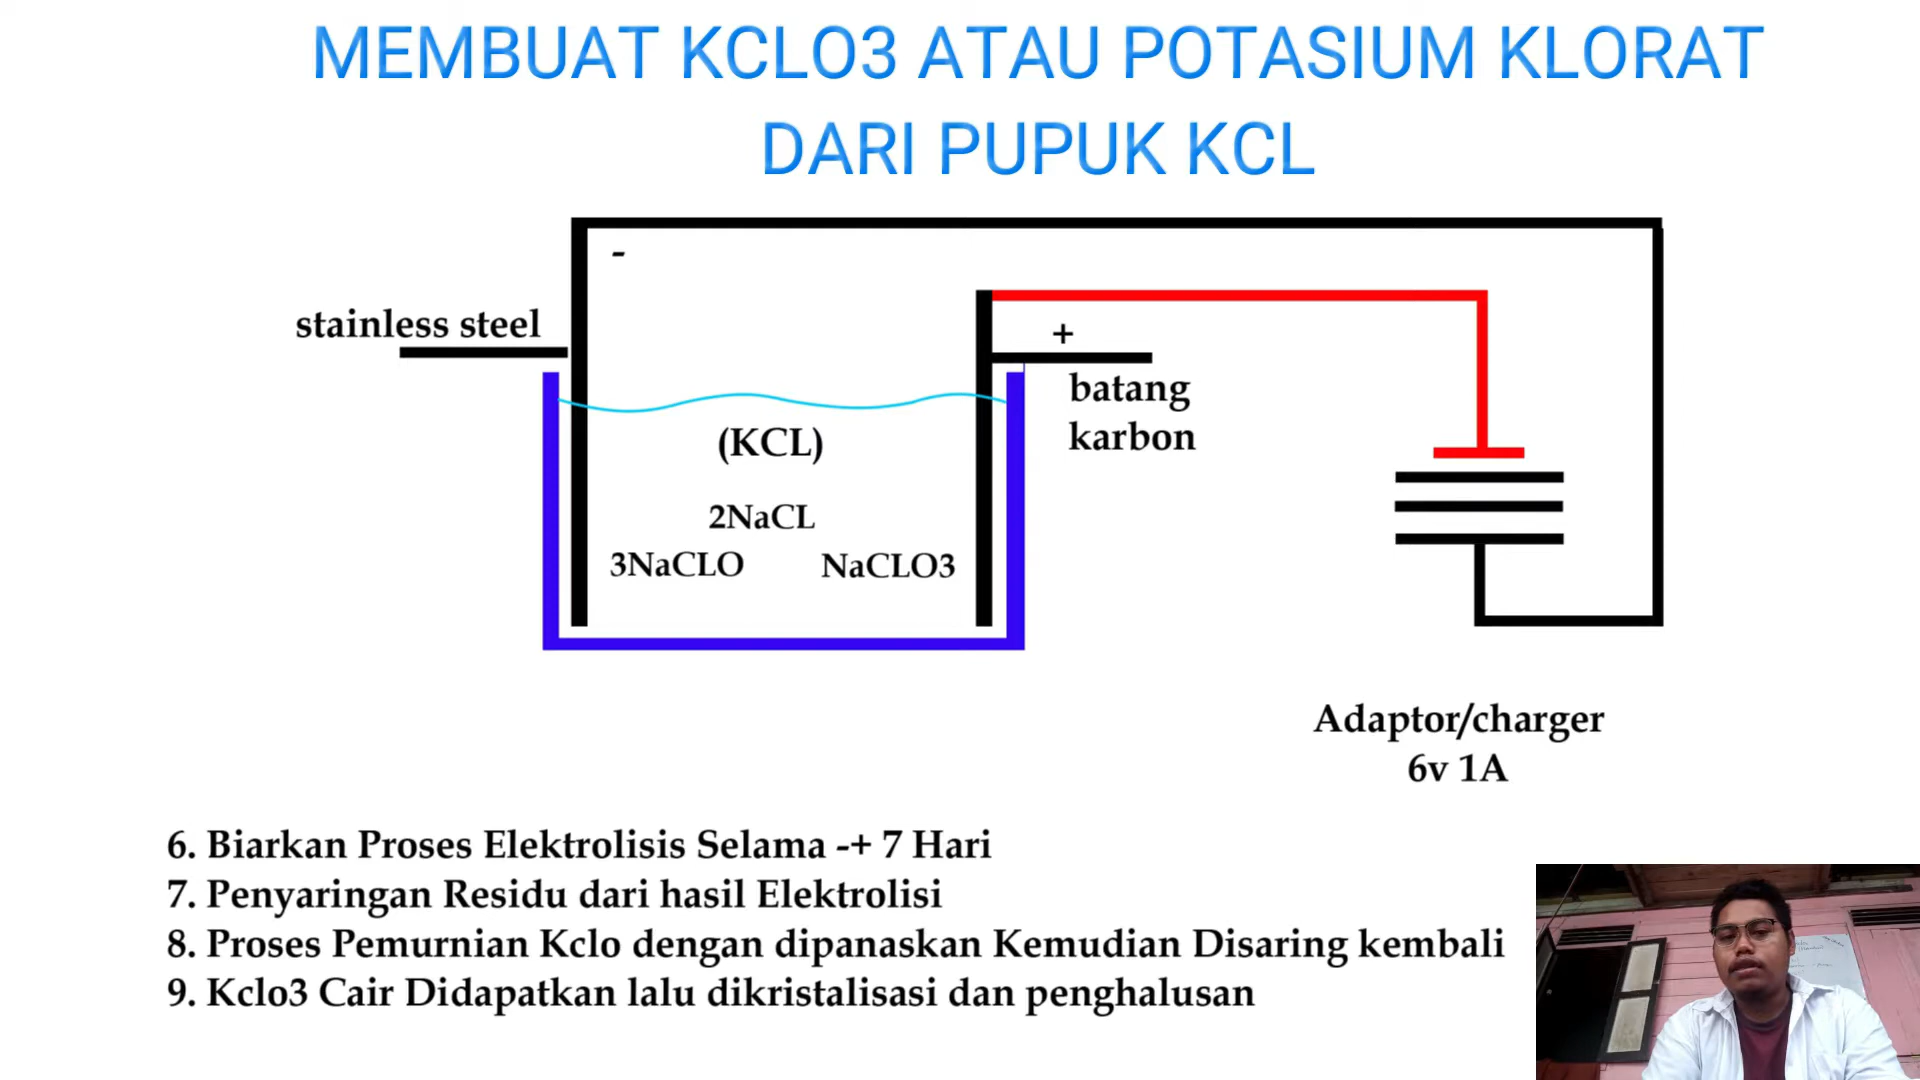 MEMBUAT KCLO3 ATAU POTASIUM KLORAT
DARI PUPUK KCL
-
stainless steel
+
batang
karbon
(KCL)
2NaCL
3NaCLO NaCLO3
Adaptor/charger
6v 1A
6. Biarkan Proses Elektrolisis Selama -+ 7 Hari
7. Penyaringan Residu dari hasil Elektrolisi
8. Proses Pemurnian Kclo dengan dipanaskan Kemudian Disaring kembali
9. Kclo3 Cair Didapatkan lalu dikristalisasi dan penghalusan